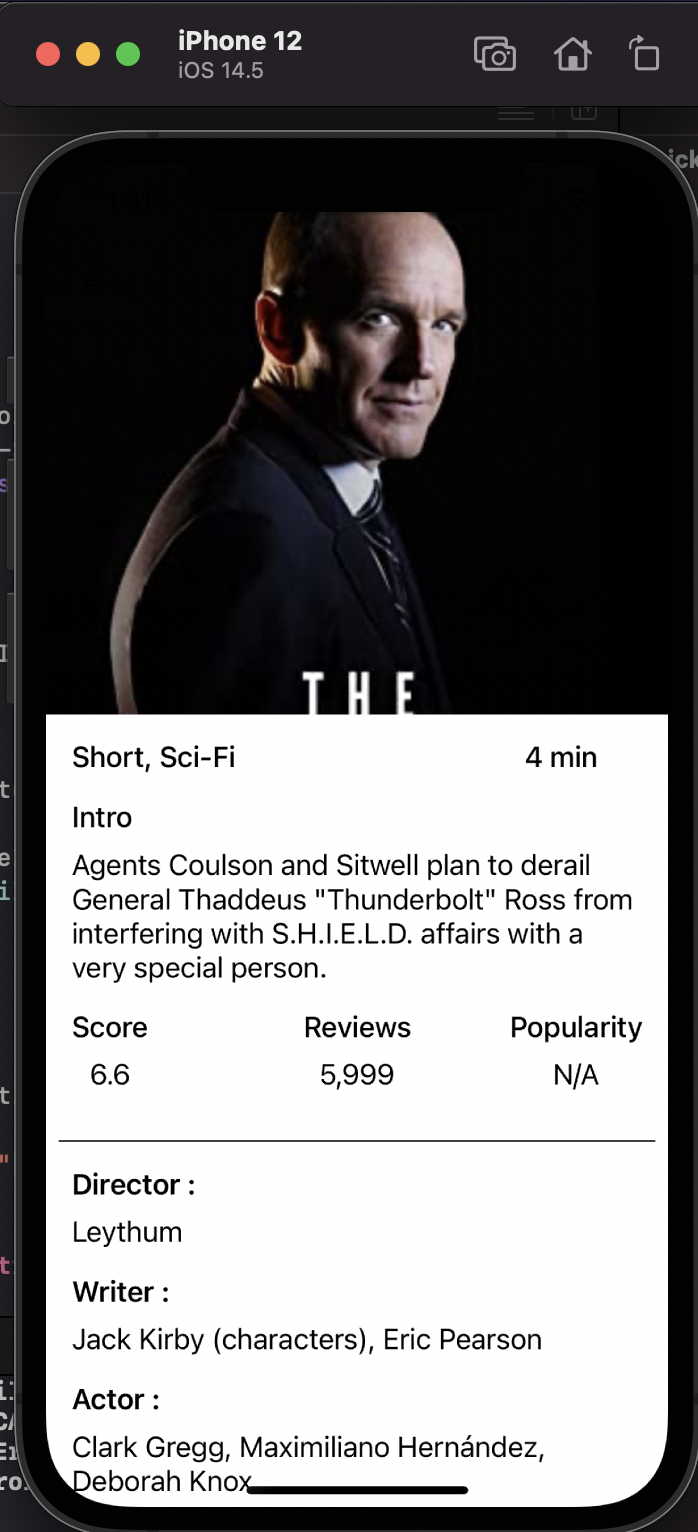 iPhone 12
iOS 14.5
THE
Short, Sci-Fi
4 min
Intro
Agents Coulson and Sitwell plan to derail
General Thaddeus "Thunderbolt" Ross from
interfering with S.H.I.E.L.D. affairs with a
very special person.
Score
Reviews
Popularity
6.6
5,999
N/A
Director :
Leythum
Writer :
Jack Kirby (characters), Eric Pearson
Actor :
Clark Gregg, Maximiliano Hernández,
Deborah Knox